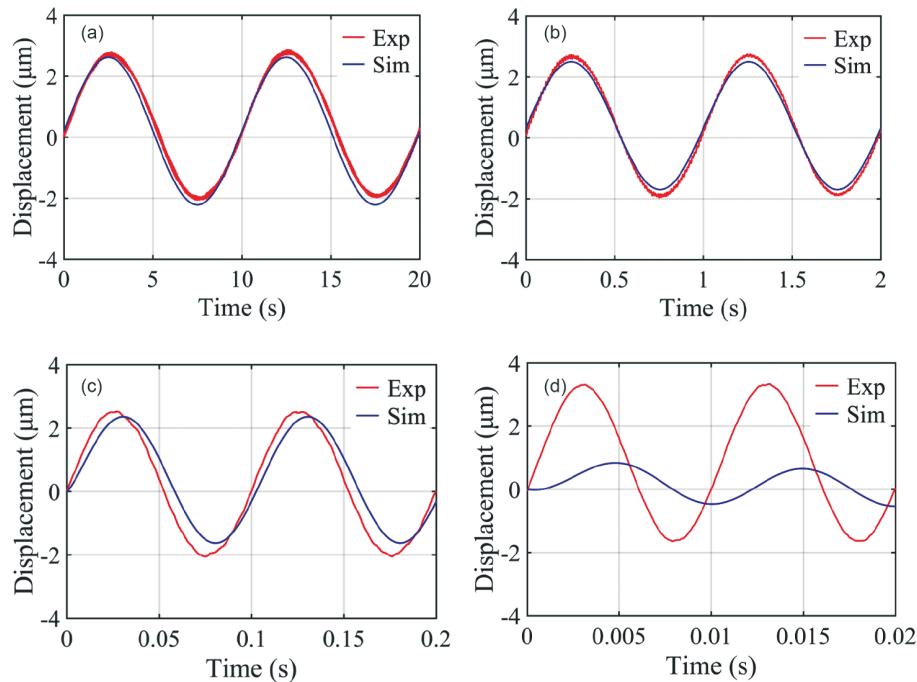 (a)
Exp
Sim
Displacement (μm)
4
2
0
-2
-4
0 5 10 15 20
Time (s)
(b)
Exp
Sim
Displacement (μm)
4
2
0
-2
-4
0 0.5 1 1.5 2
Time (s)
(c)
Exp
Sim
Displacement (μm)
4
2
0
-2
-4
0 0.05 0.1 0.15 0.2
Time (s)
(d)
Exp
Sim
Displacement (μm)
4
2
0
-2
-4
0 0.005 0.01 0.015 0.02
Time (s)